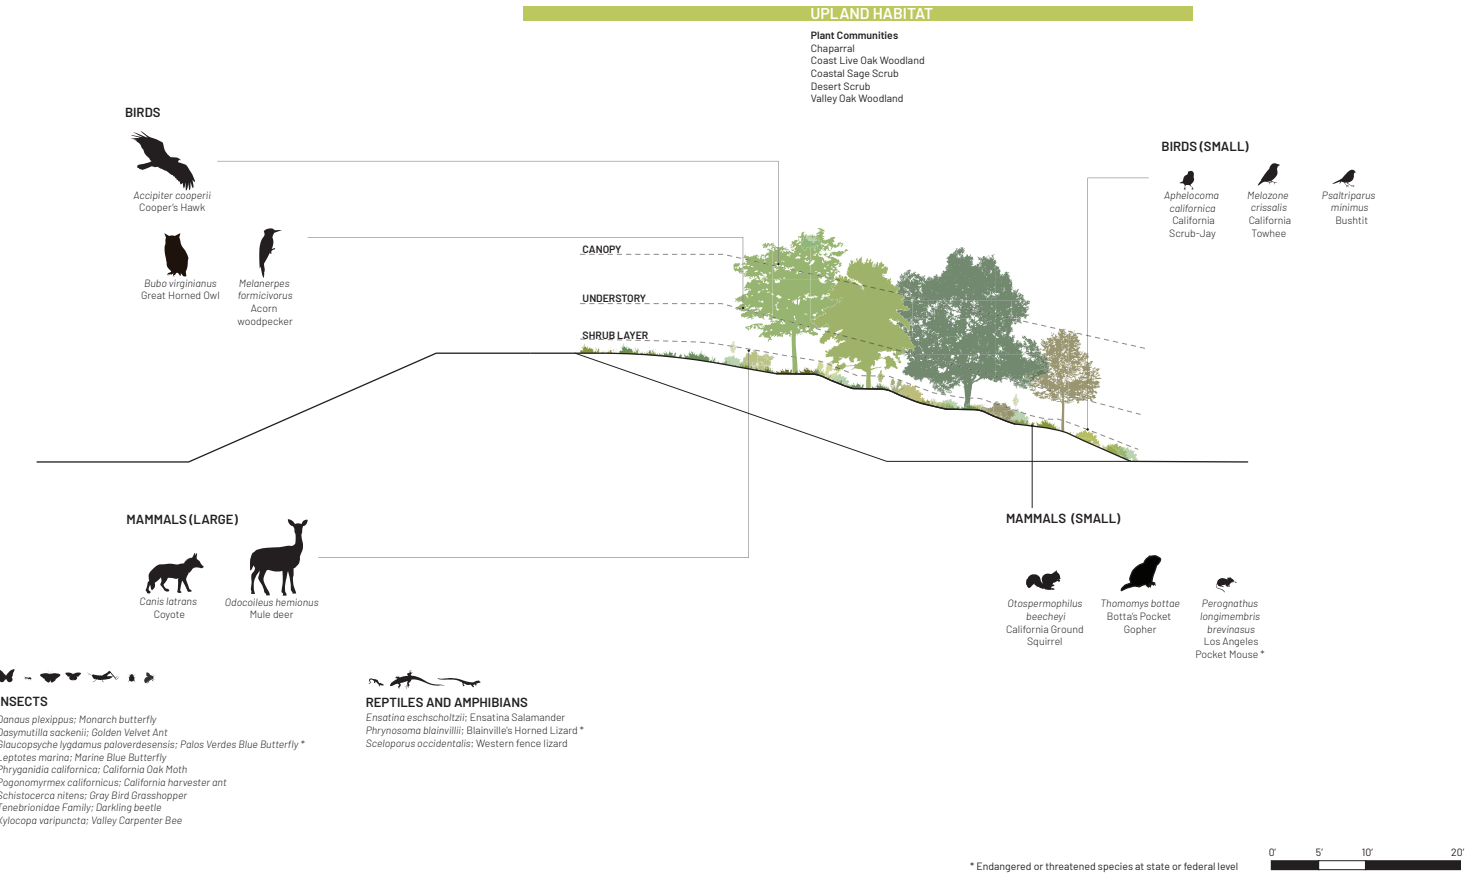 UPLAND HABITAT
Plant Communities
Chaparral
Coast Live Oak Woodland
Coastal Sage Scrub
Desert Scrub
Valley Oak Woodland
BIRDS
Accipiter cooperii
Cooper's Hawk
Bubo virginianus
Great Horned Owl
Melanerpes
formicivorus
Acorn
woodpecker
BIRDS (SMALL)
Aphelocoma
californica
California
Scrub-Jay
Melozone
crissalis
California
Towhee
Psaltriparus
minimus
Bushtit
CANOPY
UNDERSTORY
SHRUB LAYER
MAMMALS (LARGE)
Canis latrans
Coyote
Odocoileus hemionus
Mule deer
MAMMALS (SMALL)
Otospermophilus
beecheyi
California Ground
Squirrel
Thomomys bottae
Botta's Pocket
Gopher
Perognathus
longimembris
brevinasus
Los Angeles
Pocket Mouse *
NSECTS
Danaus plexippus; Monarch butterfly
Dasymutilla sackenii; Golden Velvet Ant
Glaucopsyche lygdamus paloverdesensis; Palos Verdes Blue Butterfly *
Leptotes marina; Marine Blue Butterfly
Phryganidia californica; California Oak Moth
Pogonomyrmex californicus; California harvester ant
Schistocerca nitens; Gray Bird Grasshopper
Tenebrionidae Family; Darkling beetle
Xylocopa varipuncta; Valley Carpenter Bee
REPTILES AND AMPHIBIANS
Ensatina eschscholtzii; Ensatina Salamander
Phrynosoma blainvillii; Blainville's Horned Lizard *
Sceloporus occidentalis; Western fence lizard
* Endangered or threatened species at state or federal level
0' 5' 10' 20'